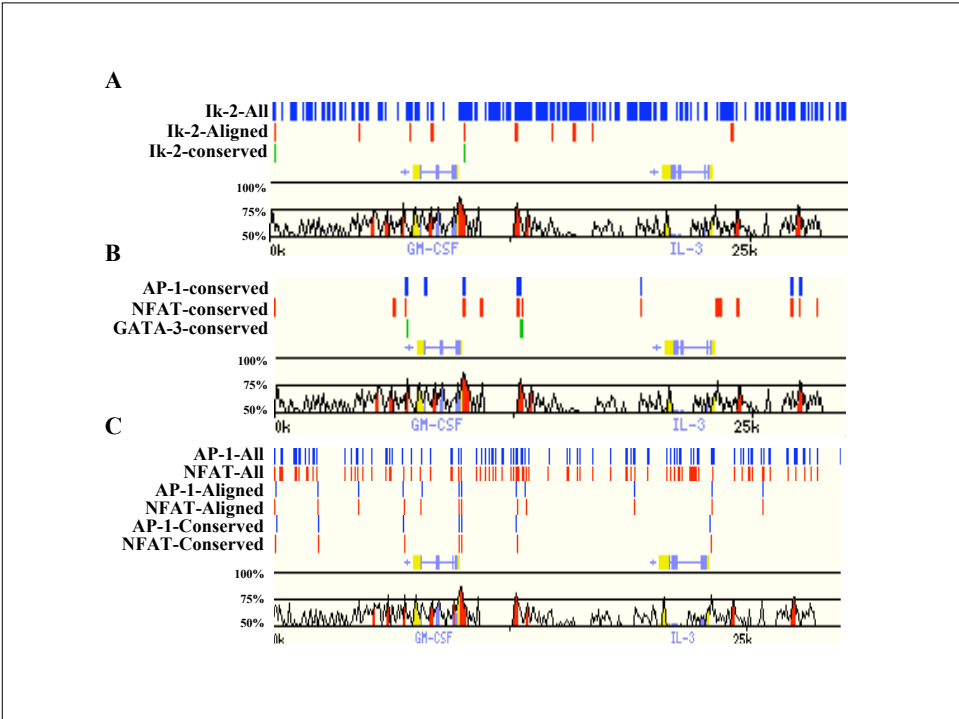 A
Ik-2-All
Ik-2-Aligned
Ik-2-conserved
100%
75%
50%
0k
GM-CSF
IL-3
25k
B
AP-1-conserved
NFAT-conserved
GATA-3-conserved
100%
75%
50%
0k
GM-CSF
IL-3
25k
C
AP-1-All
NFAT-All
AP-1-Aligned
NFAT-Aligned
AP-1-Conserved
NFAT-Conserved
100%
75%
50%
0k
GM-CSF
IL-3
25k